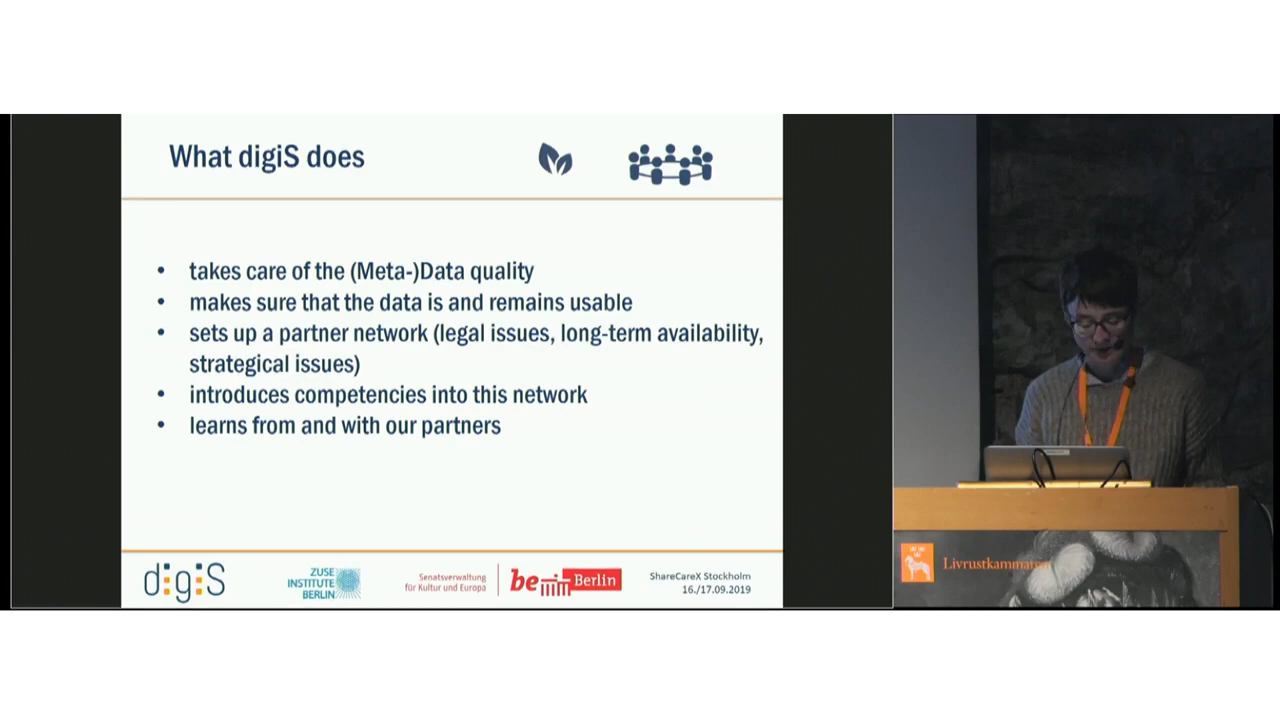 What digiS does
• takes care of the (Meta-)Data quality
• makes sure that the data is and remains usable
• sets up a partner network (legal issues, long-term availability,
strategical issues)
• introduces competencies into this network
• learns from and with our partners
digiS
ZUSE
INSTITUTE
BERLIN
Senatsverwaltung
für Kultur und Europa
be Berlin
ShareCareX Stockholm
16./17.09.2019
Livrustkammaren